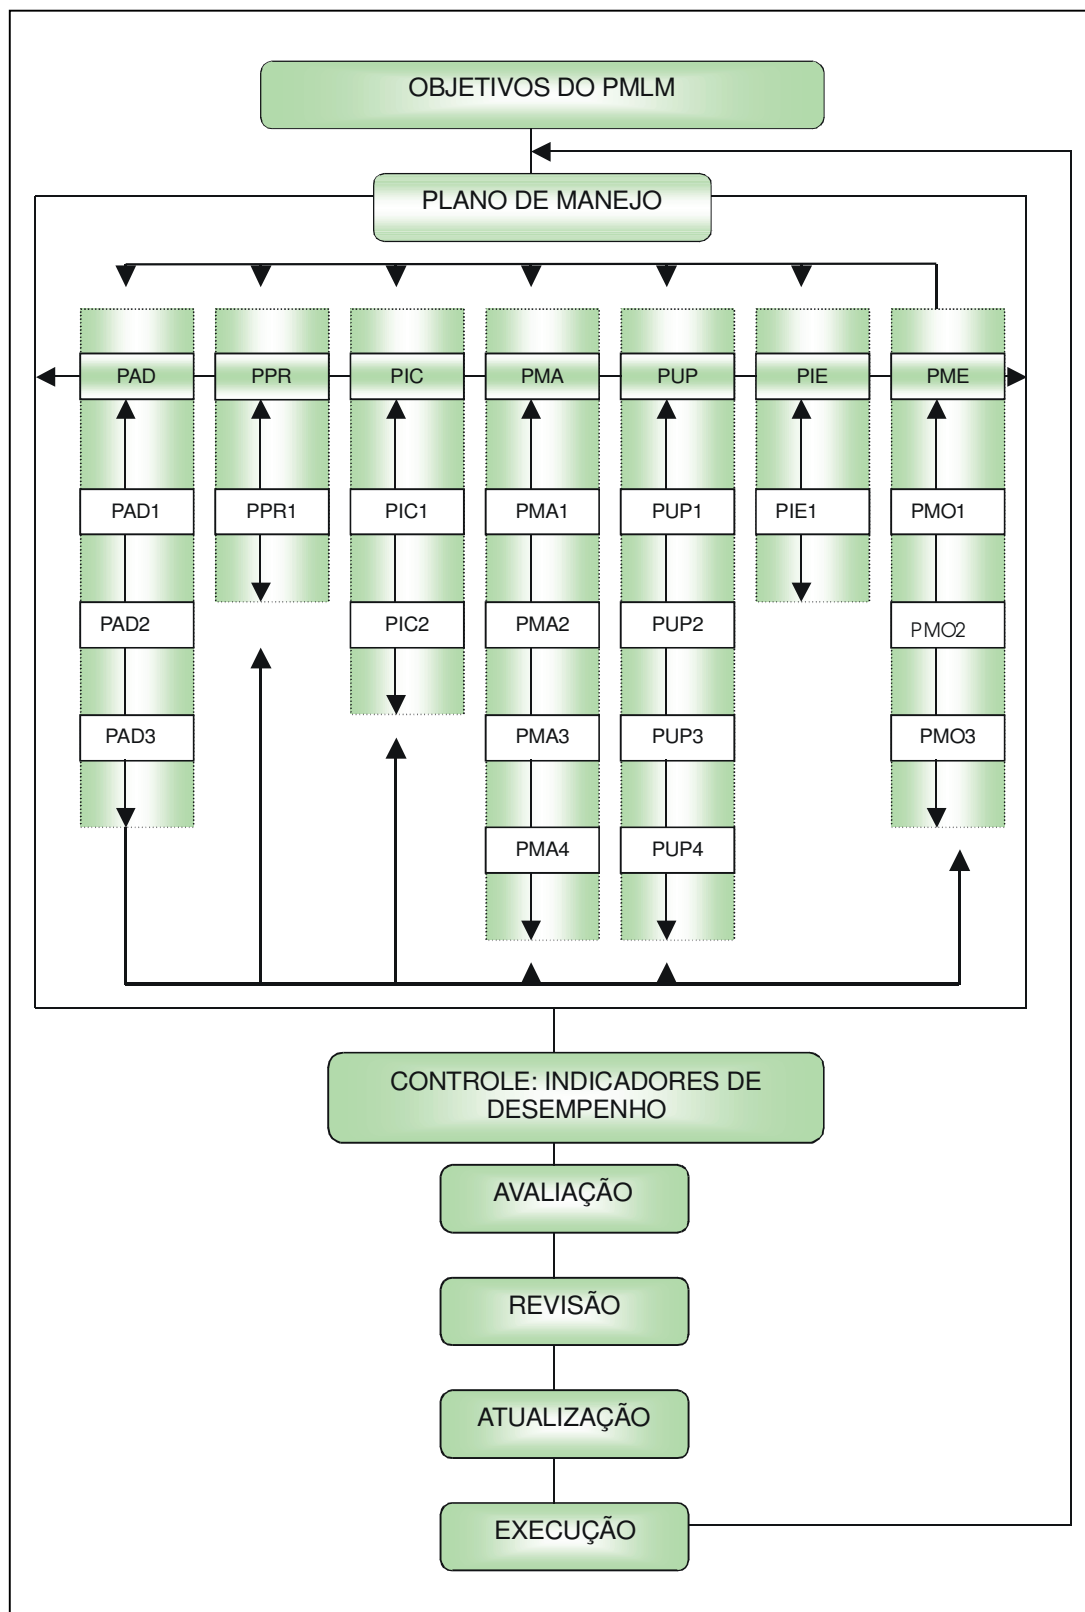 OBJETIVOS DO PMLM
PLANO DE MANEJO
PAD PPR PIC PMA PUP PIE PME
PAD1 PPR1 PIC1 PMA1 PUP1 PIE1 PMO1
PAD2 PIC2 PMA2 PUP2 PMO2
PAD3 PMA3 PUP3 PMO3
PMA4 PUP4
CONTROLE: INDICADORES DE
DESEMPENHO
AVALIAÇÃO
REVISÃO
ATUALIZAÇÃO
EXECUÇÃO